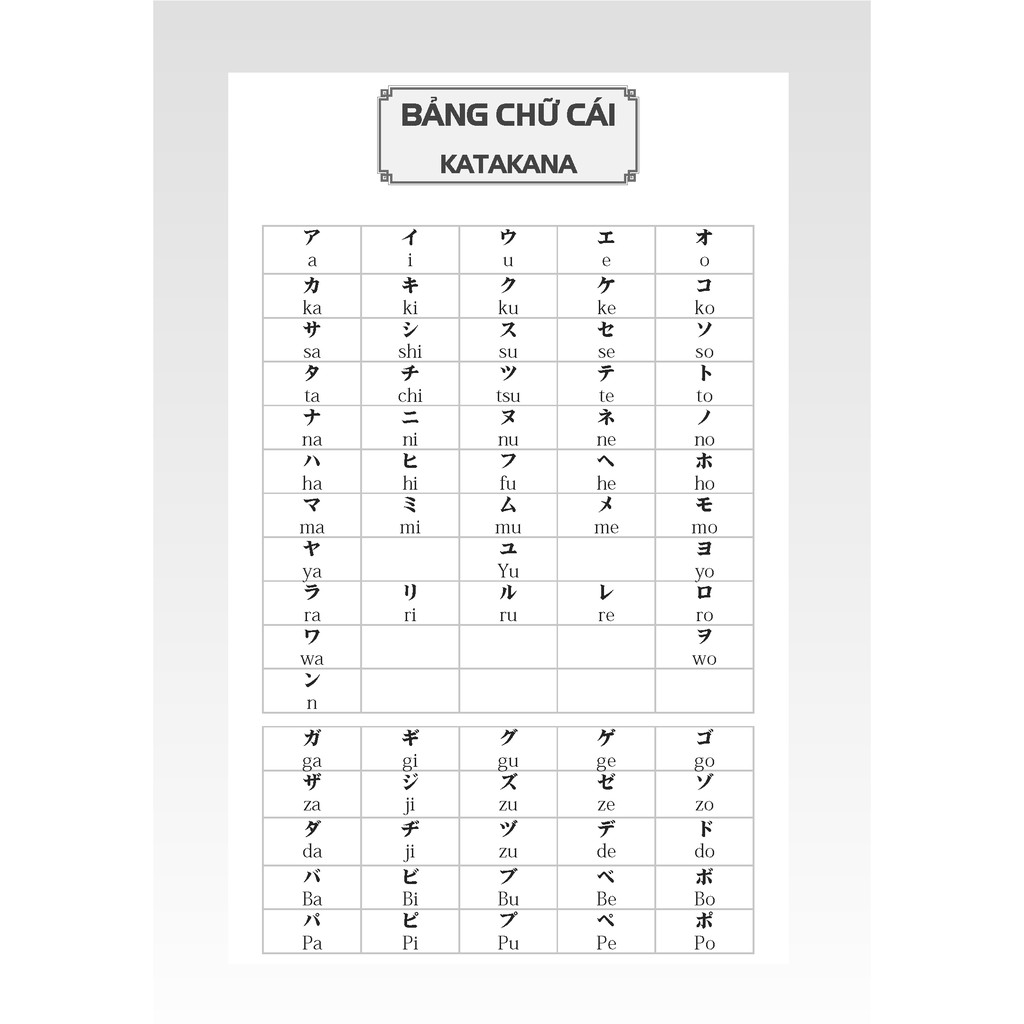 BẢNG CHỮ CÁI
KATAKANA
ア イ ウ エ オ
a i u e o
カ キ ク ケ コ
ka ki ku ke ko
サ シ ス セ ソ
sa shi su se so
タ チ ツ テ ト
ta chi tsu te to
ナ ニ ヌ ネ ノ
na ni nu ne no
ハ ヒ フ ヘ ホ
ha hi fu he ho
マ ミ ム メ モ
ma mi mu me mo
ヤ ユ ヨ
ya Yu yo
ラ リ ル レ ロ
ra ri ru re ro
ワ ヲ
wa wo
ン
n
ガ ギ グ ゲ ゴ
ga gi gu ge go
ザ ジ ズ ゼ ゾ
za ji zu ze zo
ダ ヂ ヅ デ ド
da ji zu de do
バ ビ ブ ベ ボ
Ba Bi Bu Be Bo
パ ピ プ ペ ポ
Pa Pi Pu Pe Po